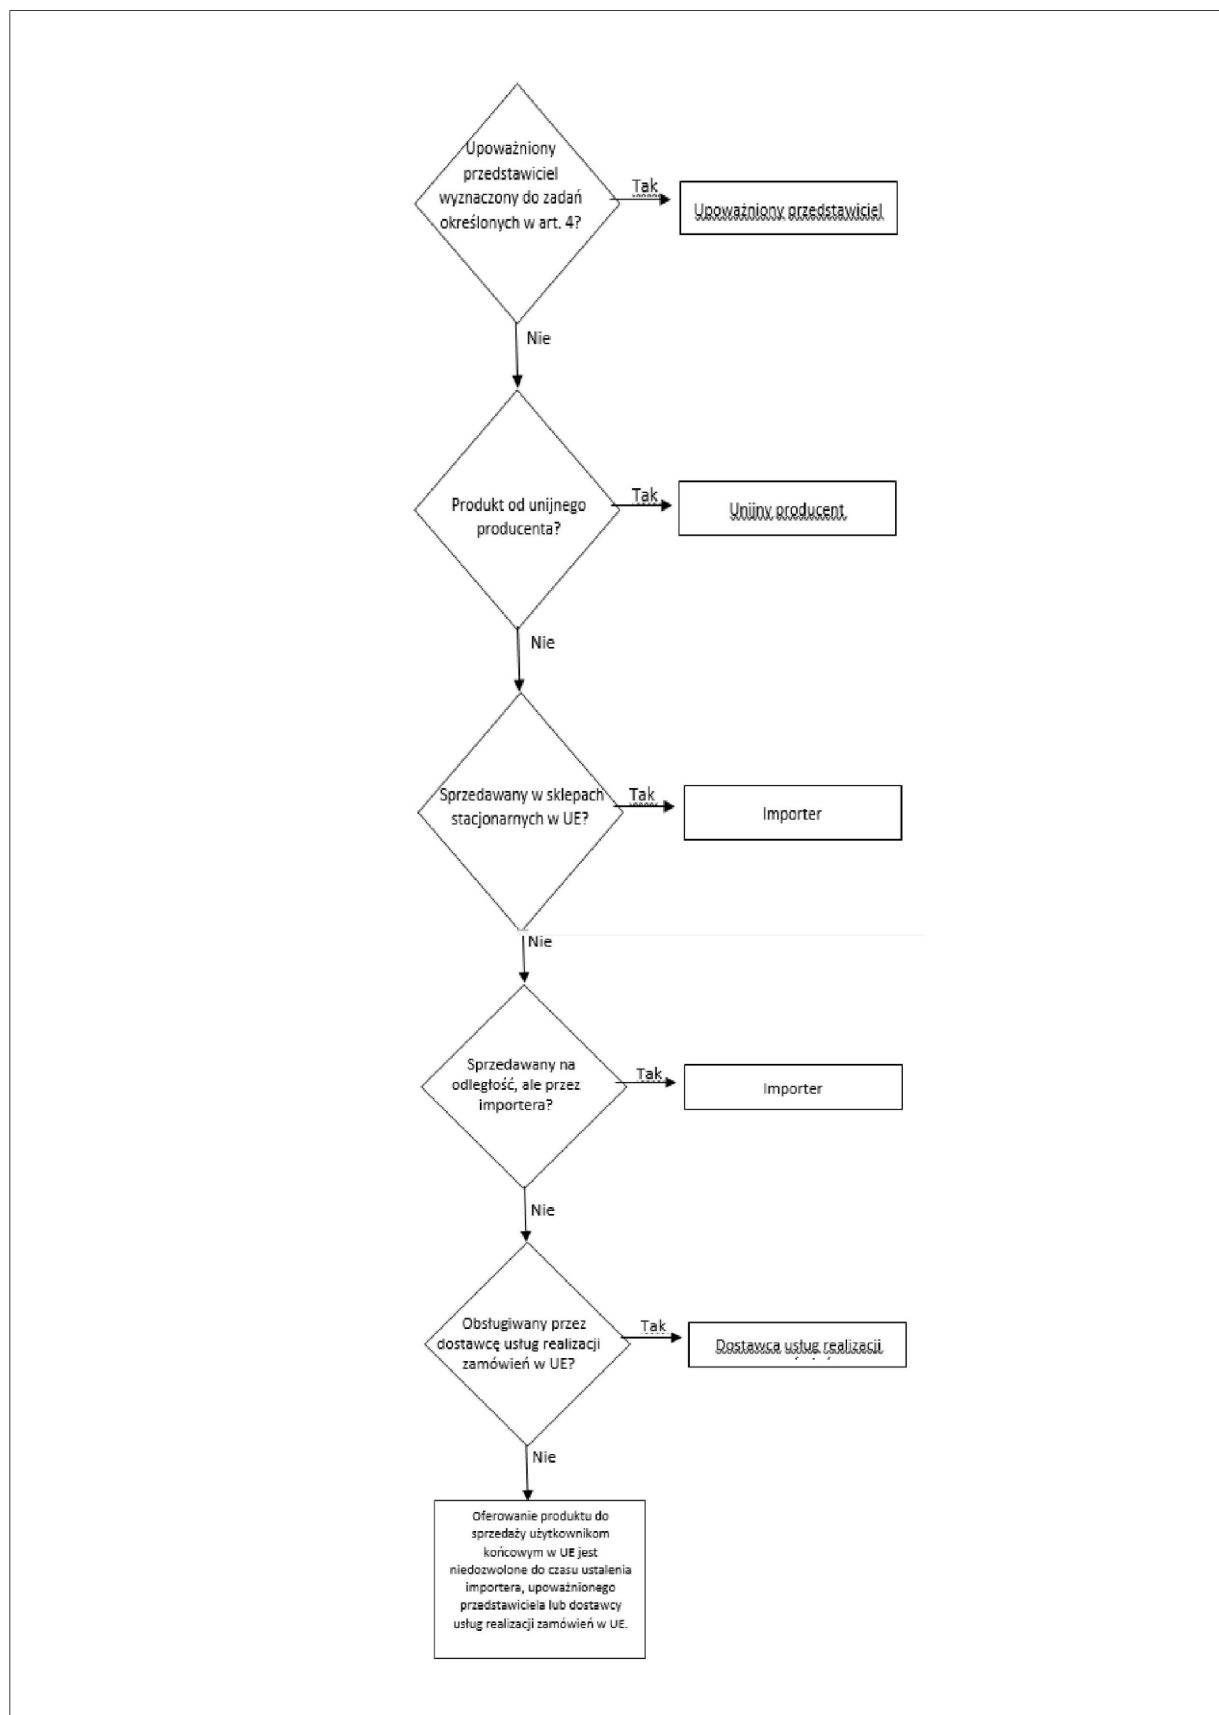 Upoważniony
przedstawiciel
wyznaczony do zadań
określonych w art. 4?
Tak
Upoważniony przedstawiciel
Nie
Produkt od unijnego
producenta?
Tak
Unijny producent
Nie
Sprzedawany w sklepach
stacjonarnych w UE?
Tak
Importer
Nie
Sprzedawany na
odległość, ale przez
importera?
Tak
Importer
Nie
Obsługiwany przez
dostawcę usług realizacji
zamówień w UE?
Tak
Dostawca usług realizacji
Nie
Oferowanie produktu do
sprzedaży użytkownikom
końcowym w UE jest
niedozwolone do czasu ustalenia
importera, upoważnionego
przedstawiciela lub dostawcy
usług realizacji zamówień w UE.